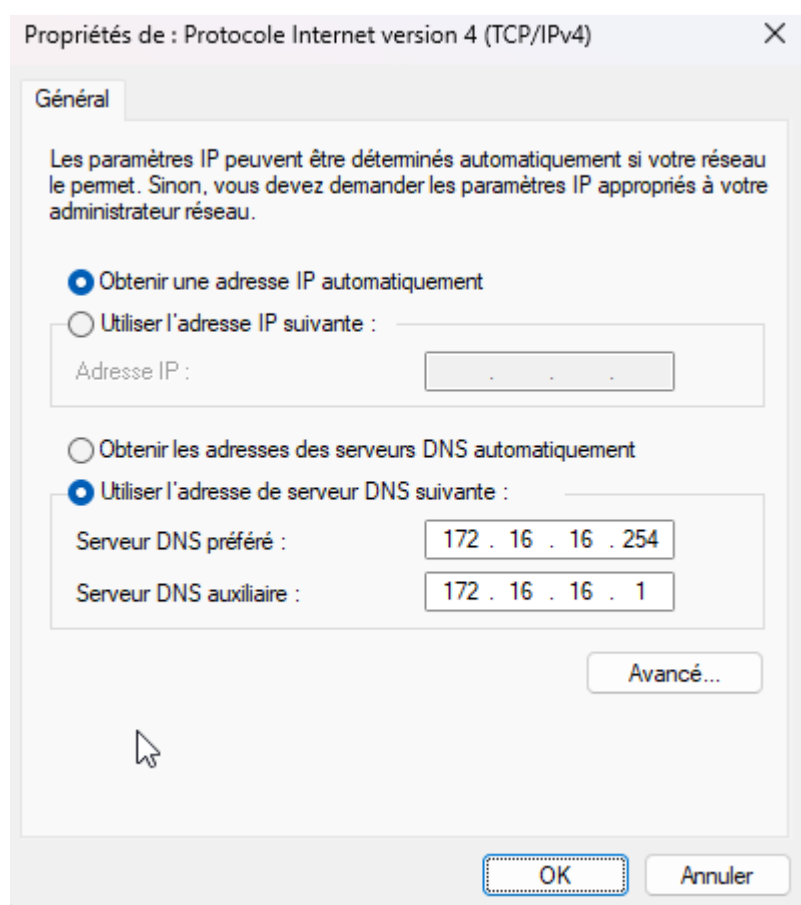 Propriétés de : Protocole Internet version 4 (TCP/IPv4)
Général
Les paramètres IP peuvent être déterminés automatiquement si votre réseau
le permet. Sinon, vous devez demander les paramètres IP appropriés à votre
administrateur réseau.
Obtenir une adresse IP automatiquement
Utiliser l'adresse IP suivante :
Adresse IP : . . .
Obtenir les adresses des serveurs DNS automatiquement
Utiliser l'adresse de serveur DNS suivante :
Serveur DNS préféré : 172 . 16 . 16 . 254
Serveur DNS auxiliaire : 172 . 16 . 16 . 1
Avancé...
OK Annuler